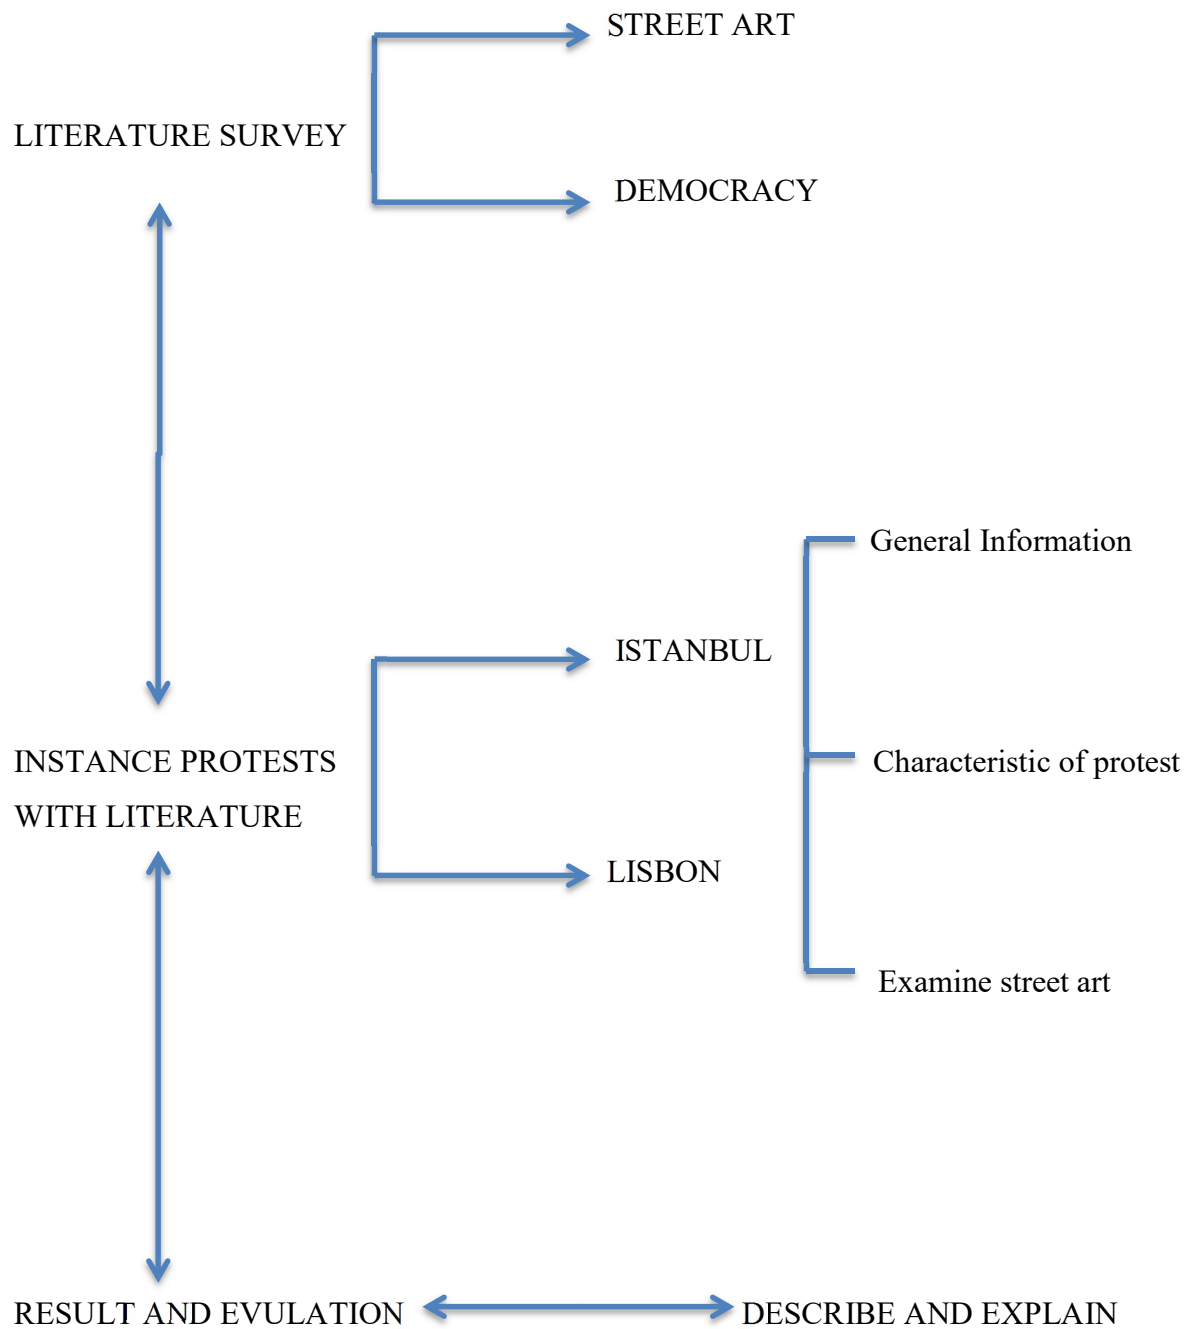 STREET ART
LITERATURE SURVEY
DEMOCRACY
General Information
ISTANBUL
INSTANCE PROTESTS
WITH LITERATURE
Characteristic of protest
LISBON
Examine street art
RESULT AND EVULATION
DESCRIBE AND EXPLAIN